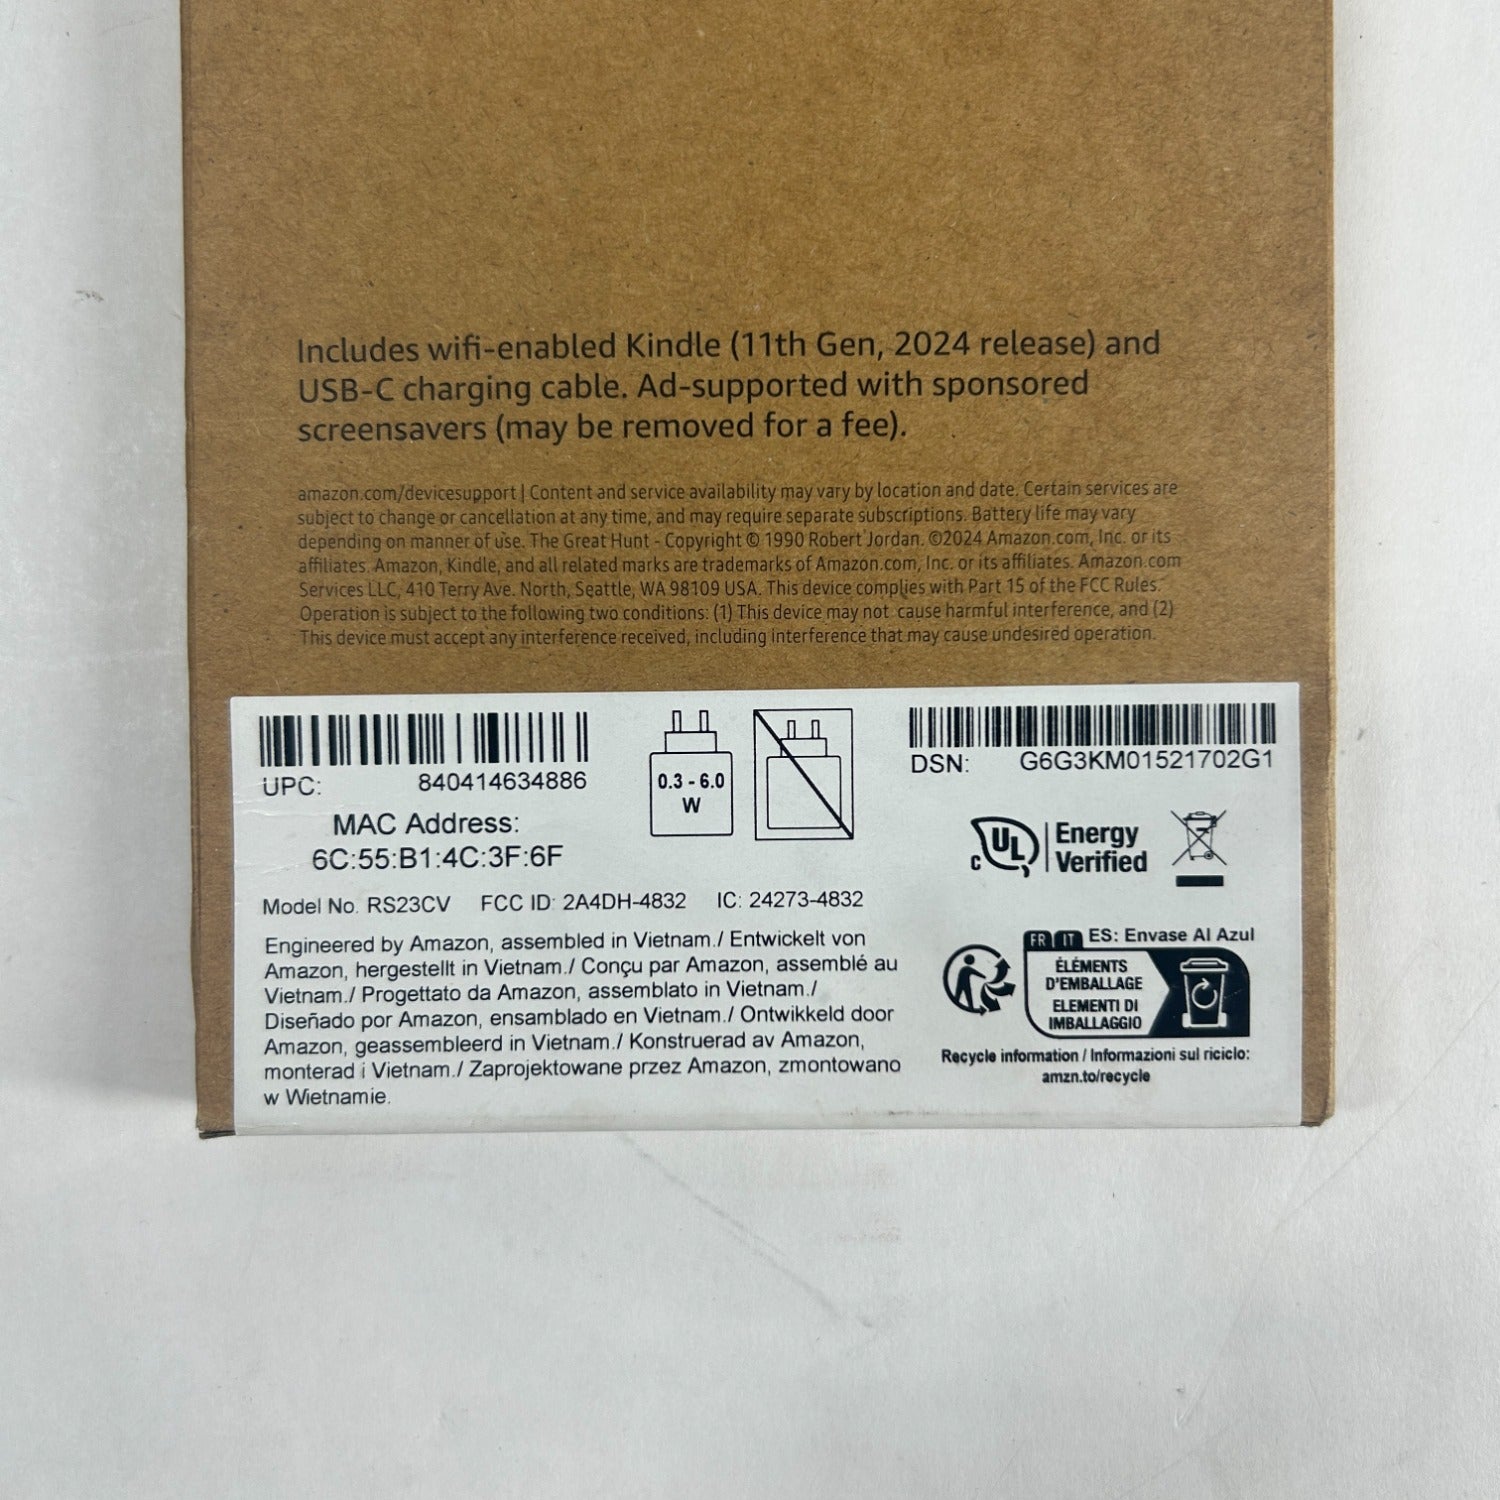 Includes wifi-enabled Kindle (11th Gen, 2024 release) and
USB-C charging cable. Ad-supported with sponsored
screensavers (may be removed for a fee).
amazon.com/devicesupport | Content and service availability may vary by location and date. Certain services are
subject to change or cancellation at any time, and may require separate subscriptions. Battery life may vary
depending on manner of use. The Great Hunt - Copyright © 1990 Robert Jordan. ©2024 Amazon.com, Inc. or its
affiliates. Amazon, Kindle, and all related marks are trademarks of Amazon.com, Inc. or its affiliates. Amazon.com
Services LLC, 410 Terry Ave. North, Seattle, WA 98109 USA. This device complies with Part 15 of the FCC Rules.
Operation is subject to the following two conditions: (1) This device may not cause harmful interference, and (2)
This device must accept any interference received, including interference that may cause undesired operation.
UPC: 840414634886
MAC Address:
6C:55:B1:4C:3F:6F
0.3 - 6.0
W
DSN: G6G3KM01521702G1
c UL Energy
Verified
Model No. RS23CV FCC ID: 2A4DH-4832 IC: 24273-4832
Engineered by Amazon, assembled in Vietnam./ Entwickelt von
Amazon, hergestellt in Vietnam./ Conçu par Amazon, assemblé au
Vietnam./ Progettato da Amazon, assemblato in Vietnam./
Diseñado por Amazon, ensamblado en Vietnam./ Ontwikkeld door
Amazon, geassembleerd in Vietnam./ Konstruerad av Amazon,
monterad i Vietnam./ Zaprojektowane przez Amazon, zmontowano
w Wietnamie.
FR IT ES: Envase Al Azul
ÉLÉMENTS
D'EMBALLAGE
ELEMENTI DI
IMBALLAGGIO
Recycle information / Informazioni sul riciclo:
amzn.to/recycle